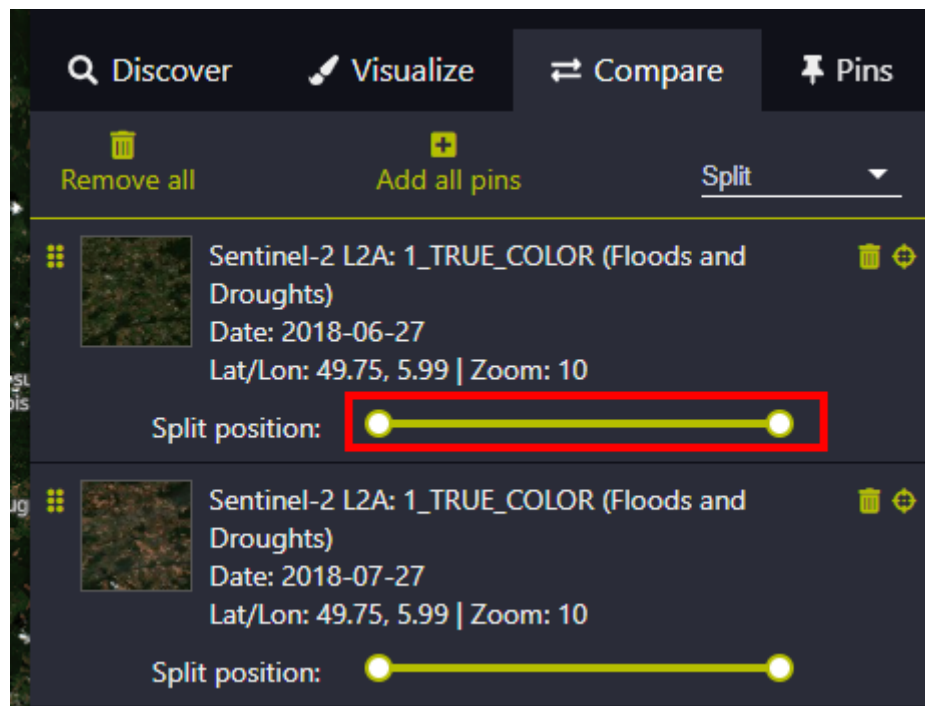 Discover Visualize Compare Pins
Remove all Add all pins Split
Sentinel-2 L2A: 1_TRUE_COLOR (Floods and
Droughts)
Date: 2018-06-27
Lat/Lon: 49.75, 5.99 | Zoom: 10
Split position:
Sentinel-2 L2A: 1_TRUE_COLOR (Floods and
Droughts)
Date: 2018-07-27
Lat/Lon: 49.75, 5.99 | Zoom: 10
Split position: